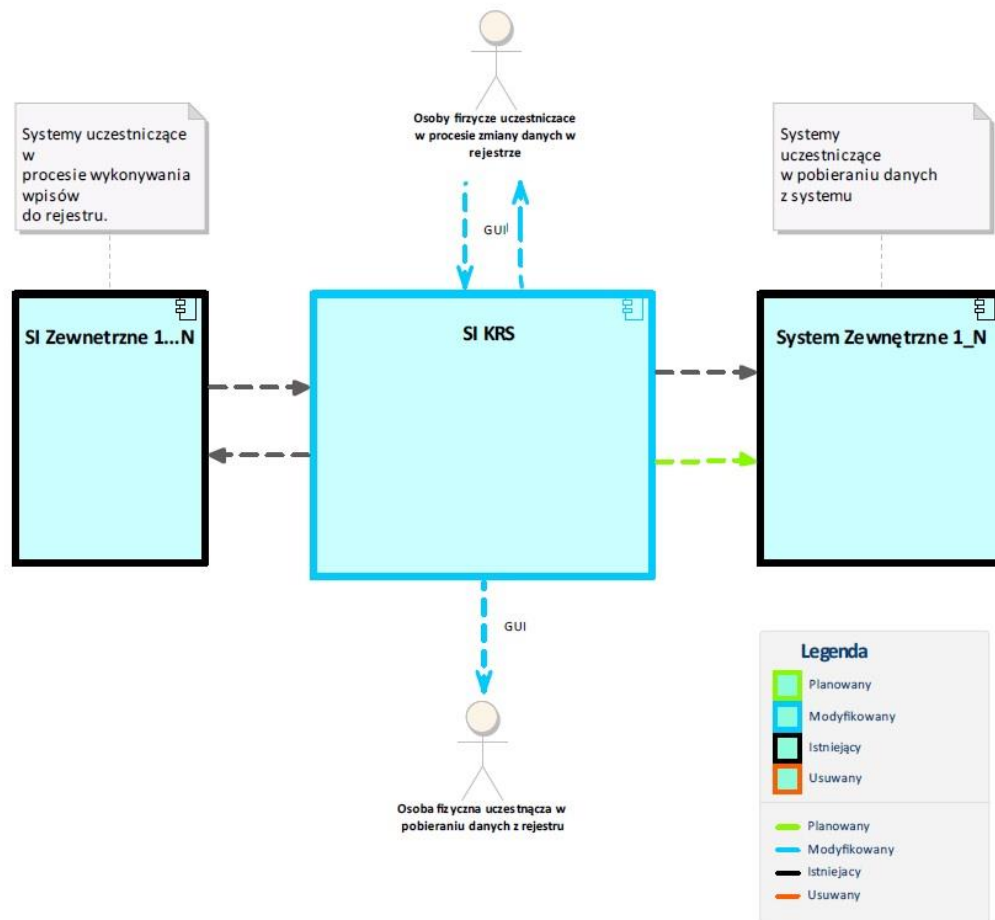 Osoby firzycze uczestniczace
w procesie zmiany danych w
rejestrze
Systemy uczestniczące
w
procesie wykonywania
wpisów
do rejestru.
Systemy
uczestniczące
w pobieraniu danych
z systemu
GUI
SI Zewnetrzne 1...N
SI KRS
System Zewnętrzne 1_N
GUI
Osoba fizyczna uczestnącza w
pobieraniu danych z rejestru
Legenda
Planowany
Modyfikowany
Istniejący
Usuwany
Planowany
Modyfikowany
Istniejacy
Usuwany